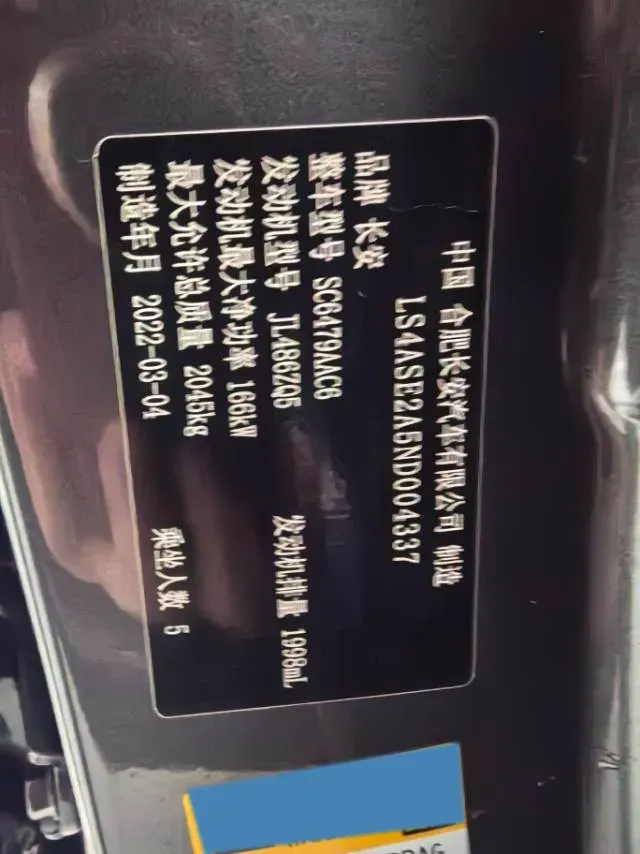 中国 合肥长安汽车有限公司 制造
LS4ASE2A5ND004337
品牌 长安
整车型号 SC6479AAC6
发动机型号 JL486ZQ5 发动机排量 1998mL
发动机最大净功率 166kW
最大允许总质量 2045kg
制造年月 2022-03-04 乘坐人数 5